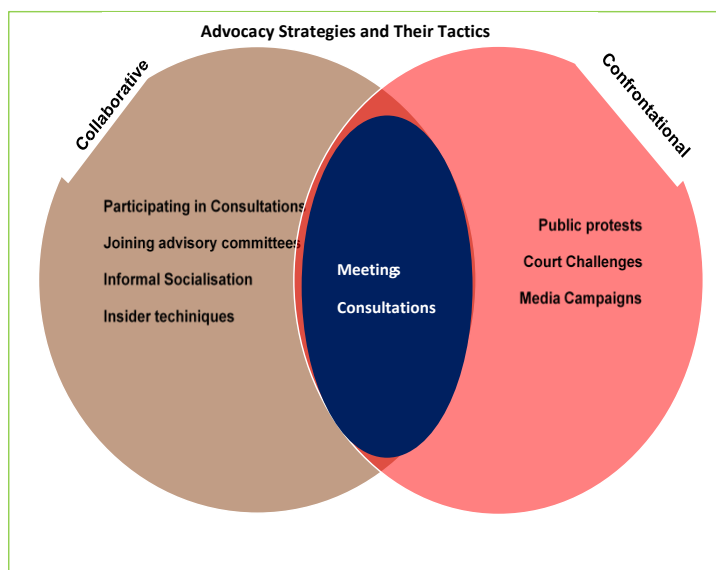 Advocacy Strategies and Their Tactics
Collaborative
Confrontational
Participating in Consultations
Joining advisory committees
Informal Socialisation
Insider techiniques
Meetings
Consultations
Public protests
Court Challenges
Media Campaigns